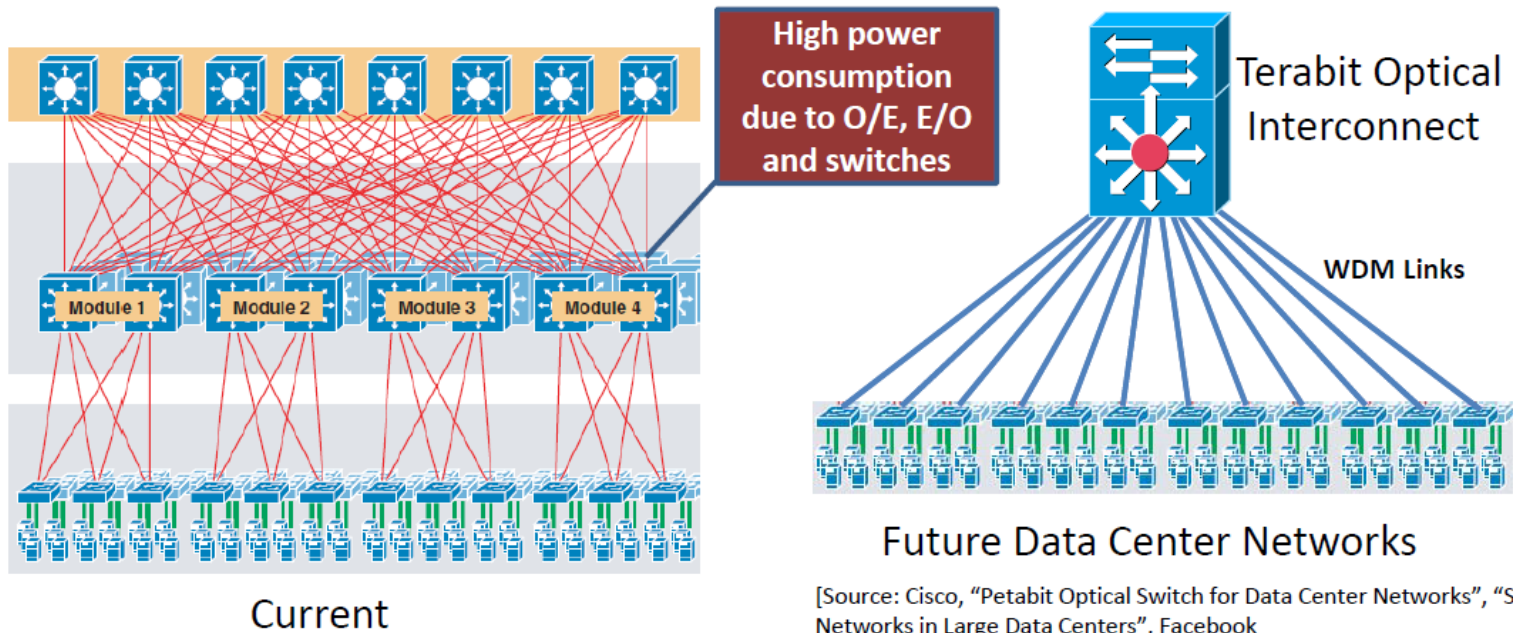 High power
consumption
due to O/E, E/O
and switches
Module 1
Module 2
Module 3
Module 4
Current
Terabit Optical
Interconnect
WDM Links
Future Data Center Networks
[Source: Cisco, “Petabit Optical Switch for Data Center Networks”, “S
Networks in Large Data Centers”, Facebook